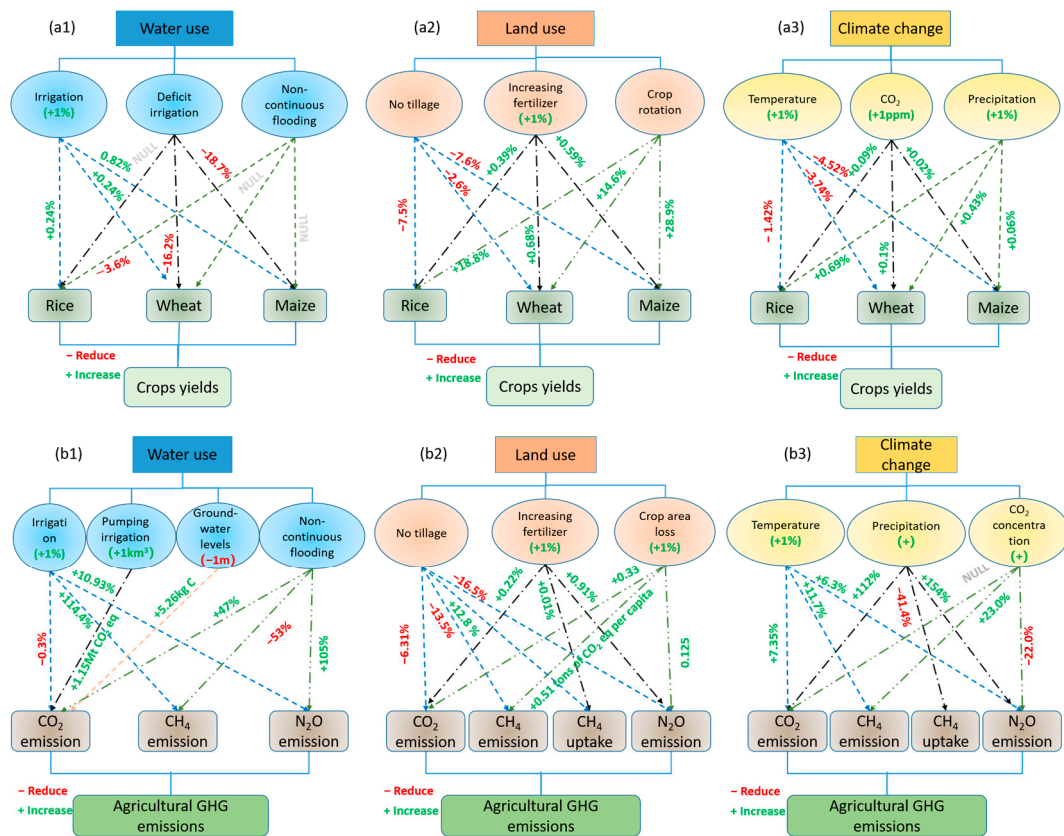 (a1)
Water use
Irrigation
(+1%)
Deficit
irrigation
Non-
continuous
flooding
0.82%
NULL
−18.7%
+0.24%
NULL
+0.24%
−3.6%
−16.2%
NULL
Rice
Wheat
Maize
− Reduce
+ Increase
Crops yields
(a2)
Land use
No tillage
Increasing
fertilizer
(+1%)
Crop
rotation
−7.6%
+0.39%
+0.59%
−2.6%
+14.6%
−7.5%
+18.8%
+0.68%
+28.9%
Rice
Wheat
Maize
− Reduce
+ Increase
Crops yields
(a3)
Climate change
Temperature
(+1%)
CO₂
(+1ppm)
Precipitation
(+1%)
−4.52%
+0.09%
+0.02%
−3.74%
+0.43%
− 1.42%
+0.69%
+0.1%
+0.06%
Rice
Wheat
Maize
− Reduce
+ Increase
Crops yields
(b1)
Water use
Irrigati
on
(+1%)
Pumping
irrigation
(+1km³)
Ground-
water
levels
(−1m)
Non-
continuous
flooding
+10.93%
+114.4%
+5.26kg C
+47%
−0.3%
+1.15Mt CO₂ eq
−53%
+105%
CO₂
emission
CH₄
emission
N₂O
emission
− Reduce
+ Increase
Agricultural GHG
emissions
(b2)
Land use
No tillage
Increasing
fertilizer
(+1%)
Crop area
loss
(+1%)
−16.5%
+0.22%
+0.91%
+0.33
+12.8 %
+0.01%
−13.5%
−6.31%
+0.51 tons of CO₂ eq per capita
0.125
CO₂
emission
CH₄
emission
CH₄
uptake
N₂O
emission
− Reduce
+ Increase
Agricultural GHG
emissions
(b3)
Climate
change
Temperature
(+1%)
Precipitation
(+)
CO₂
concentra
tion
(+)
+6.3%
+112%
+154%
NULL
+11.7%
−41.4%
+23.0%
+7.35%
−22.0%
CO₂
emission
CH₄
emission
CH₄
uptake
N₂O
emission
− Reduce
+ Increase
Agricultural GHG
emissions